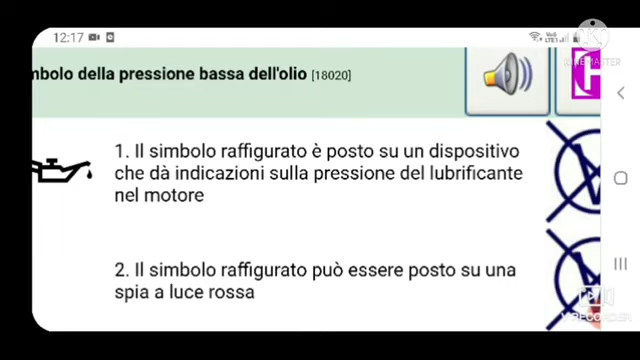 12:17
mbolo della pressione bassa dell'olio [18020]
1. Il simbolo raffigurato è posto su un dispositivo
che dà indicazioni sulla pressione del lubrificante
nel motore
2. Il simbolo raffigurato può essere posto su una
spia a luce rossa